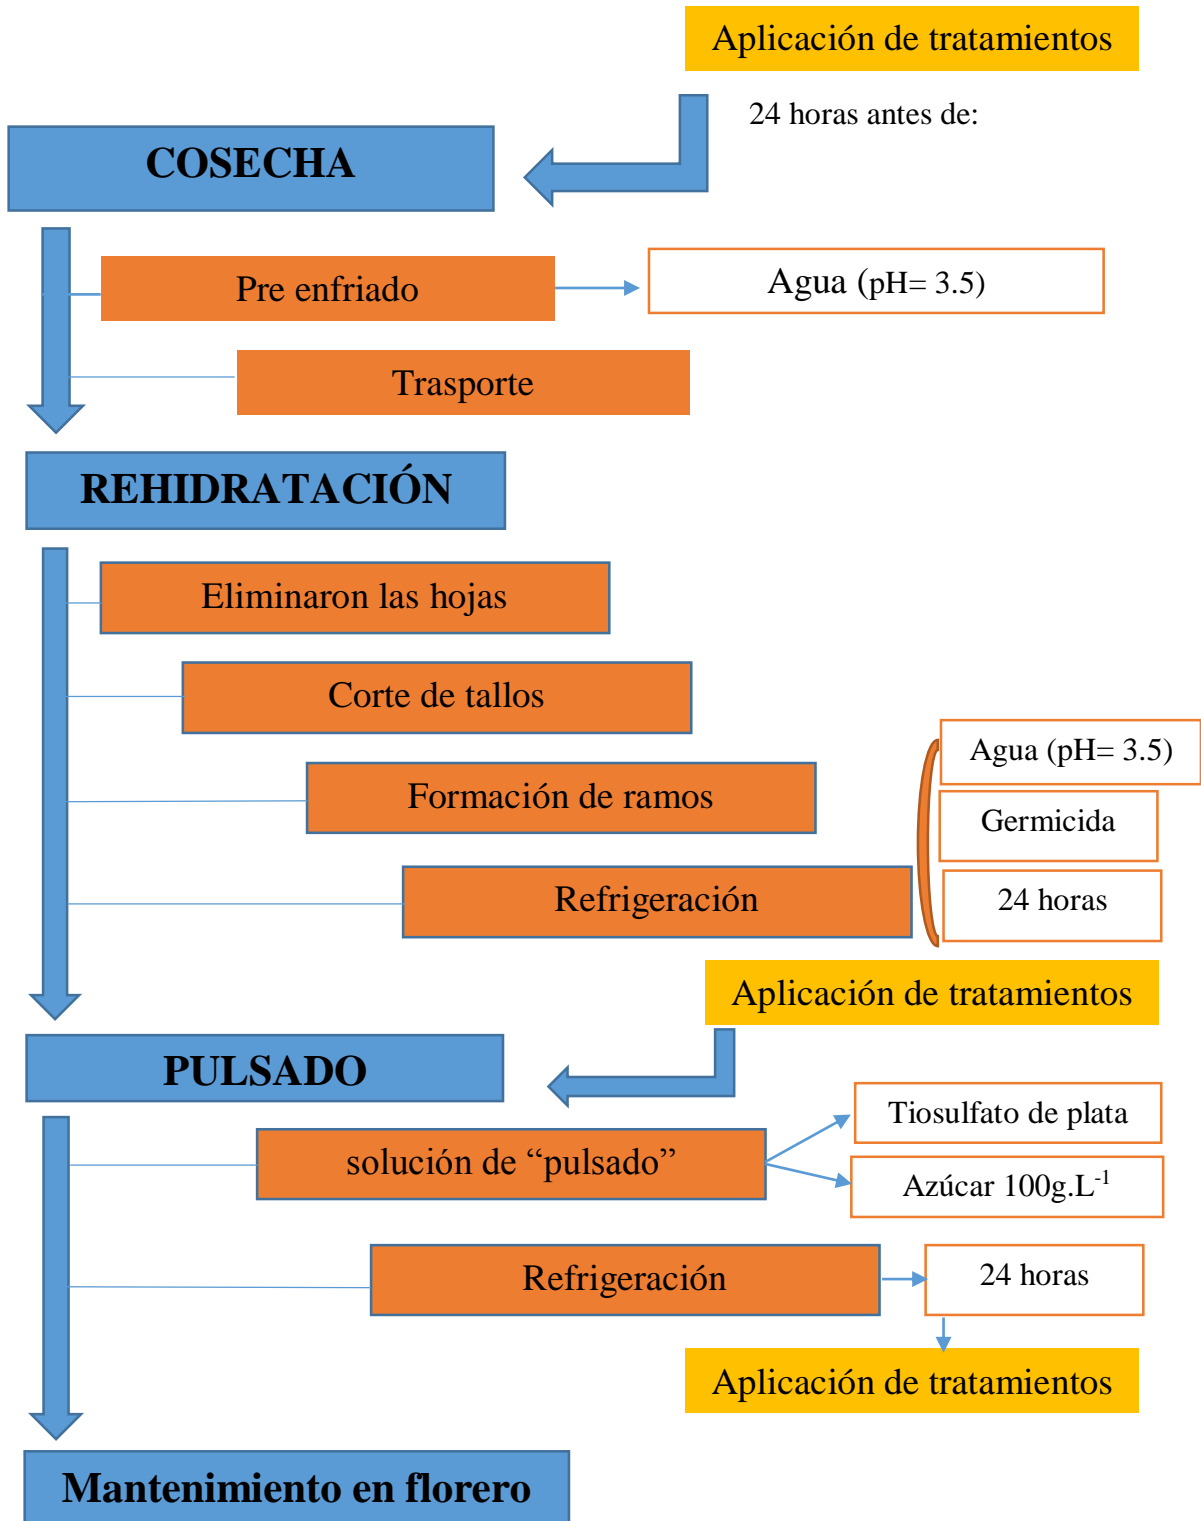 Aplicación de tratamientos
24 horas antes de:
COSECHA
Pre enfriado
Agua (pH= 3.5)
Trasporte
REHIDRATACIÓN
Eliminaron las hojas
Corte de tallos
Formación de ramos
Agua (pH= 3.5)
Germicida
Refrigeración
24 horas
Aplicación de tratamientos
PULSADO
Tiosulfato de plata
solución de “pulsado”
Azúcar 100g.L⁻¹
Refrigeración
24 horas
Aplicación de tratamientos
Mantenimiento en florero